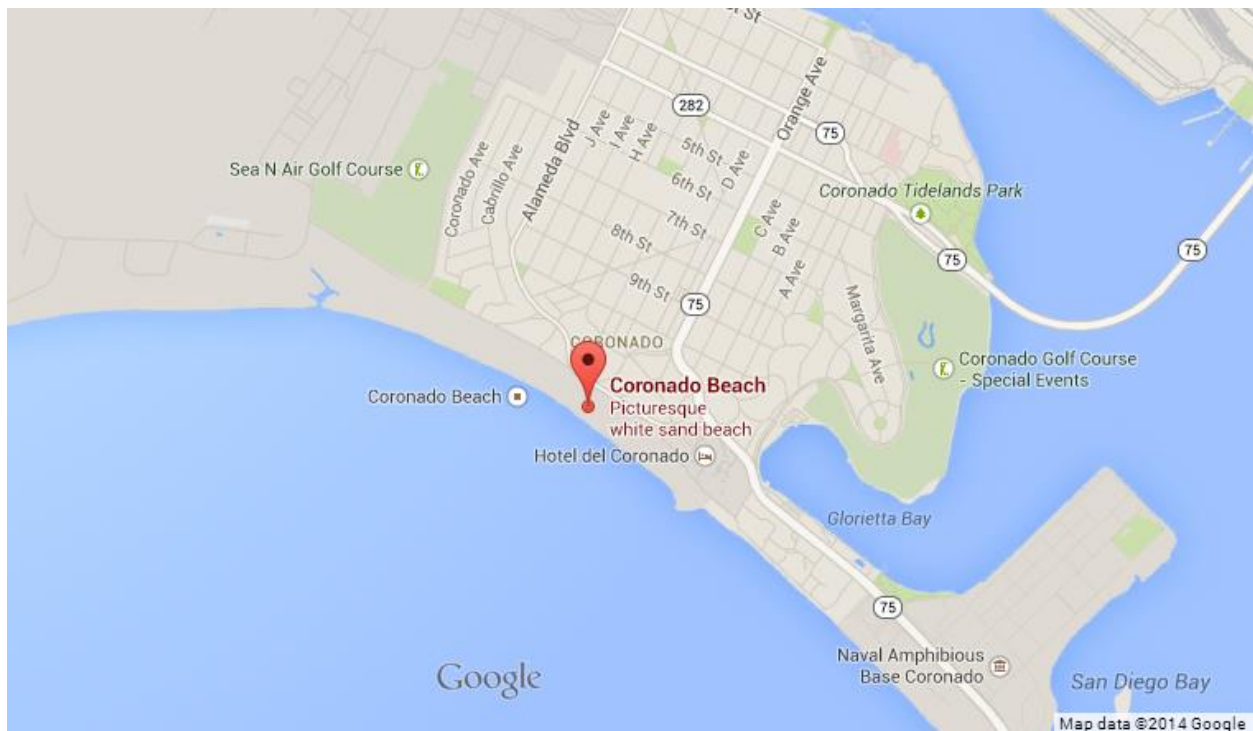 St
Orange Ave
282
75
J Ave
I Ave
H Ave
Alameda Blvd
5th St
D Ave
Sea N Air Golf Course
Coronado Ave
Cabrillo Ave
6th St
Coronado Tidelands Park
7th St
C Ave
8th St
B Ave
75
75
9th St
A Ave
75
Margarita Ave
CORONADO
Coronado Golf Course
- Special Events
Coronado Beach
Coronado Beach
Picturesque
white sand beach
Hotel del Coronado
Glorietta Bay
75
Naval Amphibious
Base Coronado
Google
San Diego Bay
Map data ©2014 Google